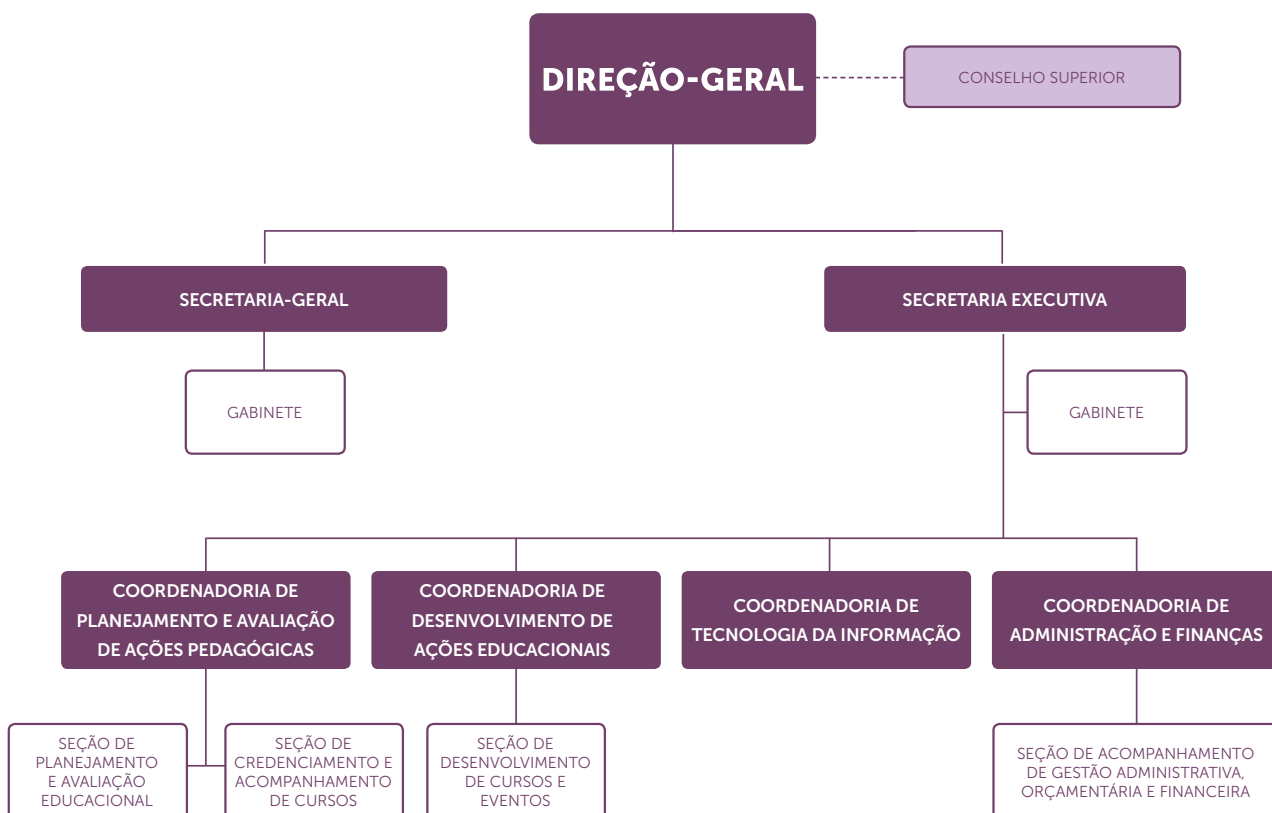 DIREÇÃO-GERAL
CONSELHO SUPERIOR
SECRETARIA-GERAL
SECRETARIA EXECUTIVA
GABINETE
GABINETE
COORDENADORIA DE
PLANEJAMENTO E AVALIAÇÃO
DE AÇÕES PEDAGÓGICAS
COORDENADORIA DE
DESENVOLVIMENTO DE
AÇÕES EDUCACIONAIS
COORDENADORIA DE
TECNOLOGIA DA INFORMAÇÃO
COORDENADORIA DE
ADMINISTRAÇÃO E FINANÇAS
SEÇÃO DE
PLANEJAMENTO
E AVALIAÇÃO
EDUCACIONAL
SEÇÃO DE
CREDENCIAMENTO E
ACOMPANHAMENTO
DE CURSOS
SEÇÃO DE
DESENVOLVIMENTO
DE CURSOS E
EVENTOS
SEÇÃO DE ACOMPANHAMENTO
DE GESTÃO ADMINISTRATIVA,
ORÇAMENTÁRIA E FINANCEIRA